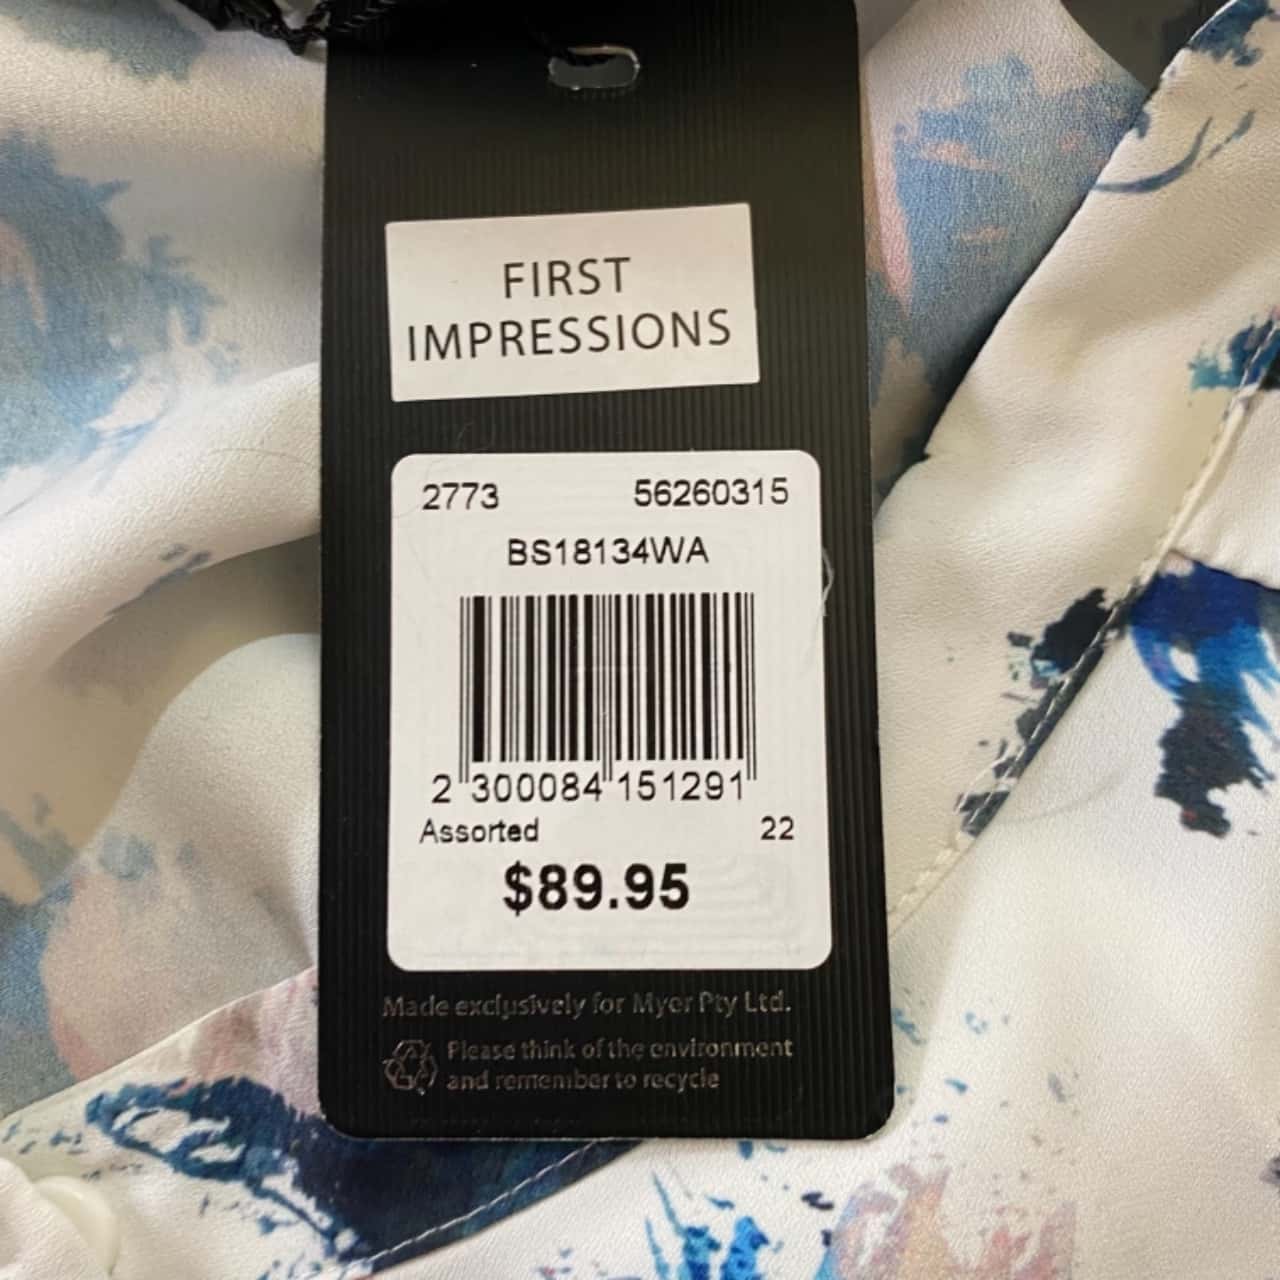 FIRST
IMPRESSIONS
2773 56260315
BS18134WA
2 300084 151291
Assorted 22
$89.95
Made exclusively for Myer Pty Ltd.
Please think of the environment
and remember to recycle